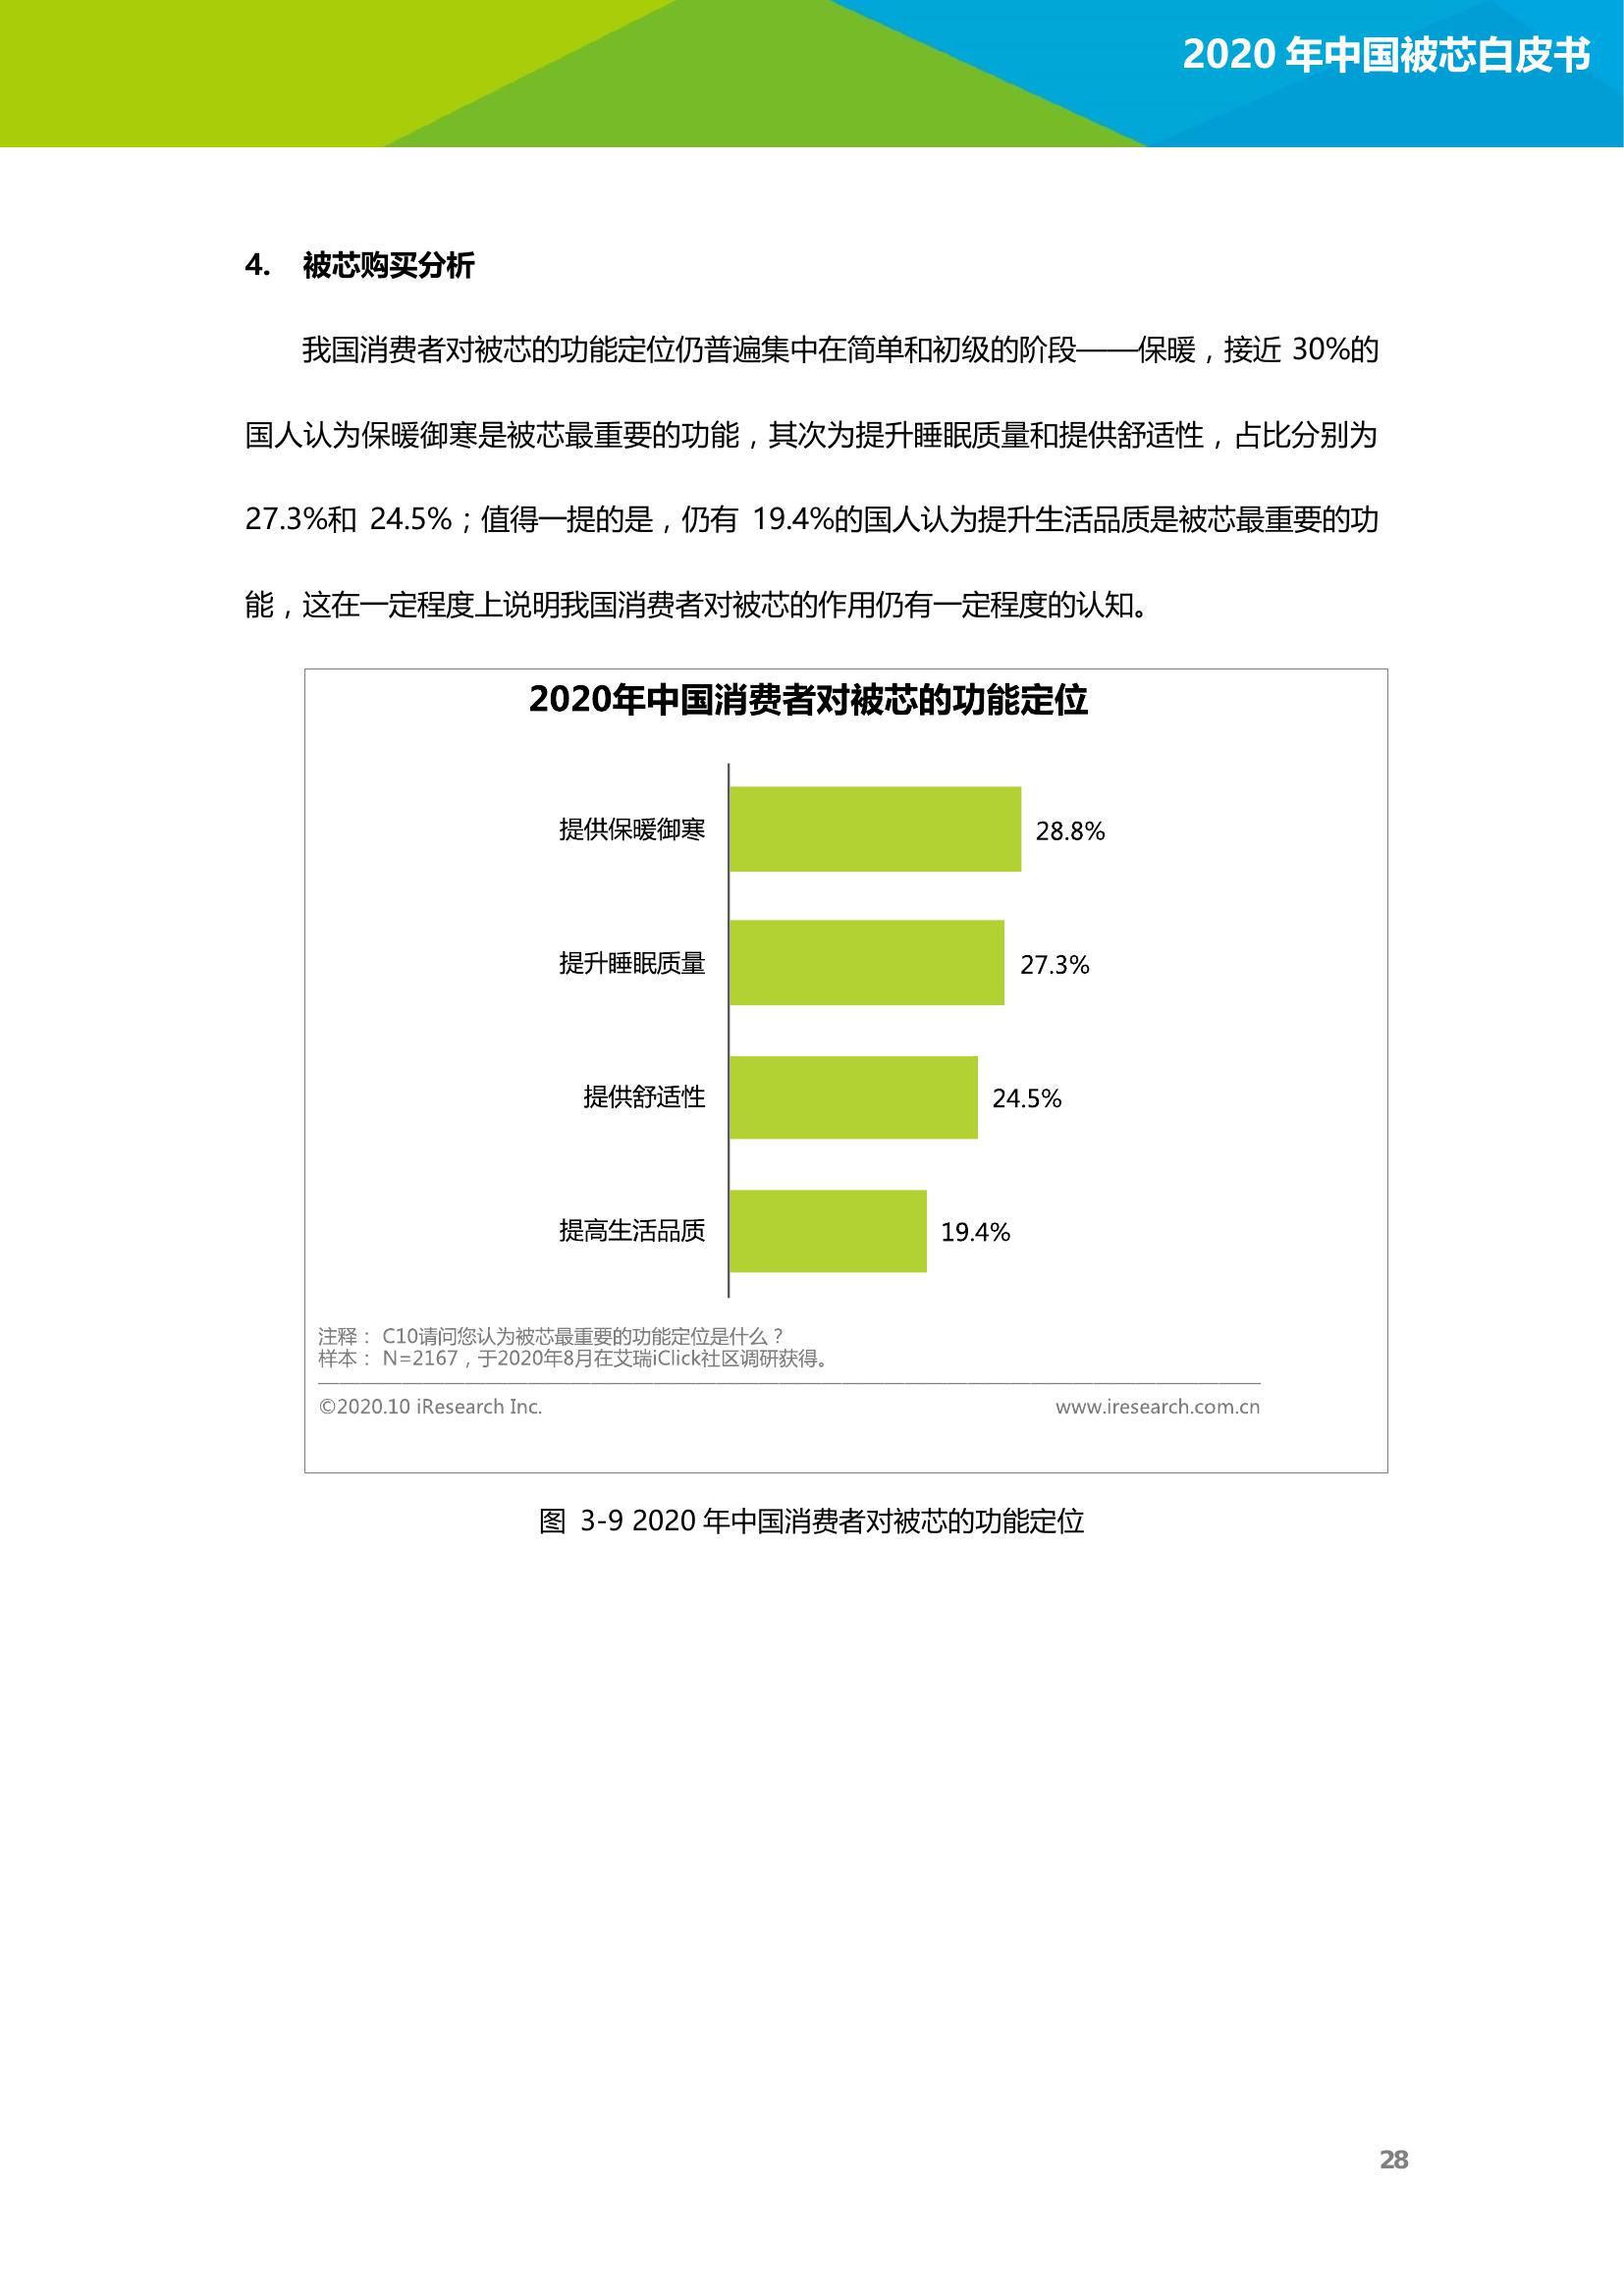 2020 年中国被芯白皮书
4. 被芯购买分析
我国消费者对被芯的功能定位仍普遍集中在简单和初级的阶段——保暖，接近 30%的
国人认为保暖御寒是被芯最重要的功能，其次为提升睡眠质量和提供舒适性，占比分别为
27.3%和 24.5%；值得一提的是，仍有 19.4%的国人认为提升生活品质是被芯最重要的功
能，这在一定程度上说明我国消费者对被芯的作用仍有一定程度的认知。
2020年中国消费者对被芯的功能定位
提供保暖御寒 28.8%
提升睡眠质量 27.3%
提供舒适性 24.5%
提高生活品质 19.4%
注释： C10请问您认为被芯最重要的功能定位是什么？
样本： N=2167，于2020年8月在艾瑞iClick社区调研获得。
©2020.10 iResearch Inc. www.iresearch.com.cn
图 3-9 2020 年中国消费者对被芯的功能定位
28